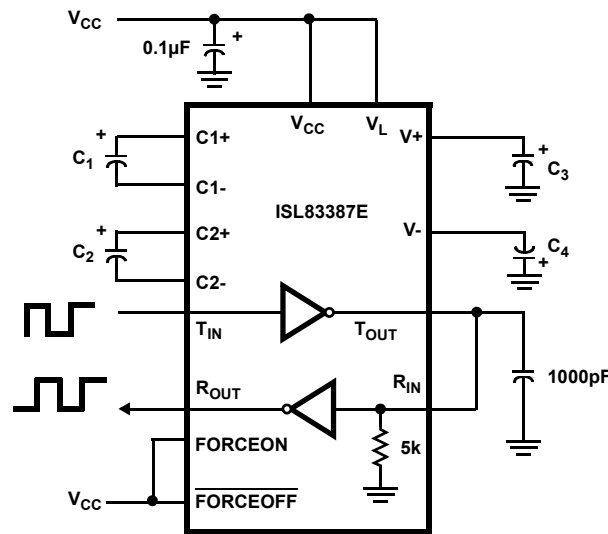 VCC
0.1µF
+
VCC
VL
+
C1
C1+
C1-
V+
+
C3
ISL83387E
+
C2
C2+
C2-
V-
C4
+
TIN
TOUT
ROUT
RIN
1000pF
5k
FORCEON
VCC
FORCEOFF